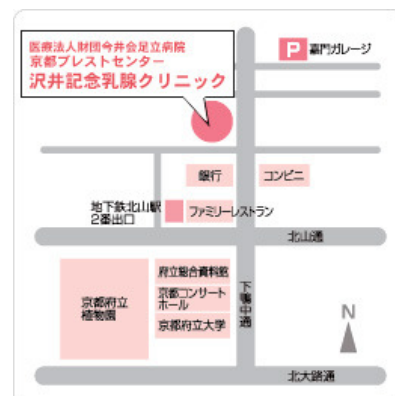 医療法人財団今井会足立病院
京都ブレストセンター
沢井記念乳腺クリニック
P 嘉門ガレージ
銀行
コンビニ
地下鉄北山駅
2番出口
ファミリーレストラン
北山通
京都府立
植物園
府立総合資料館
京都コンサート
ホール
京都府立大学
下鴨中通
N
北大路通